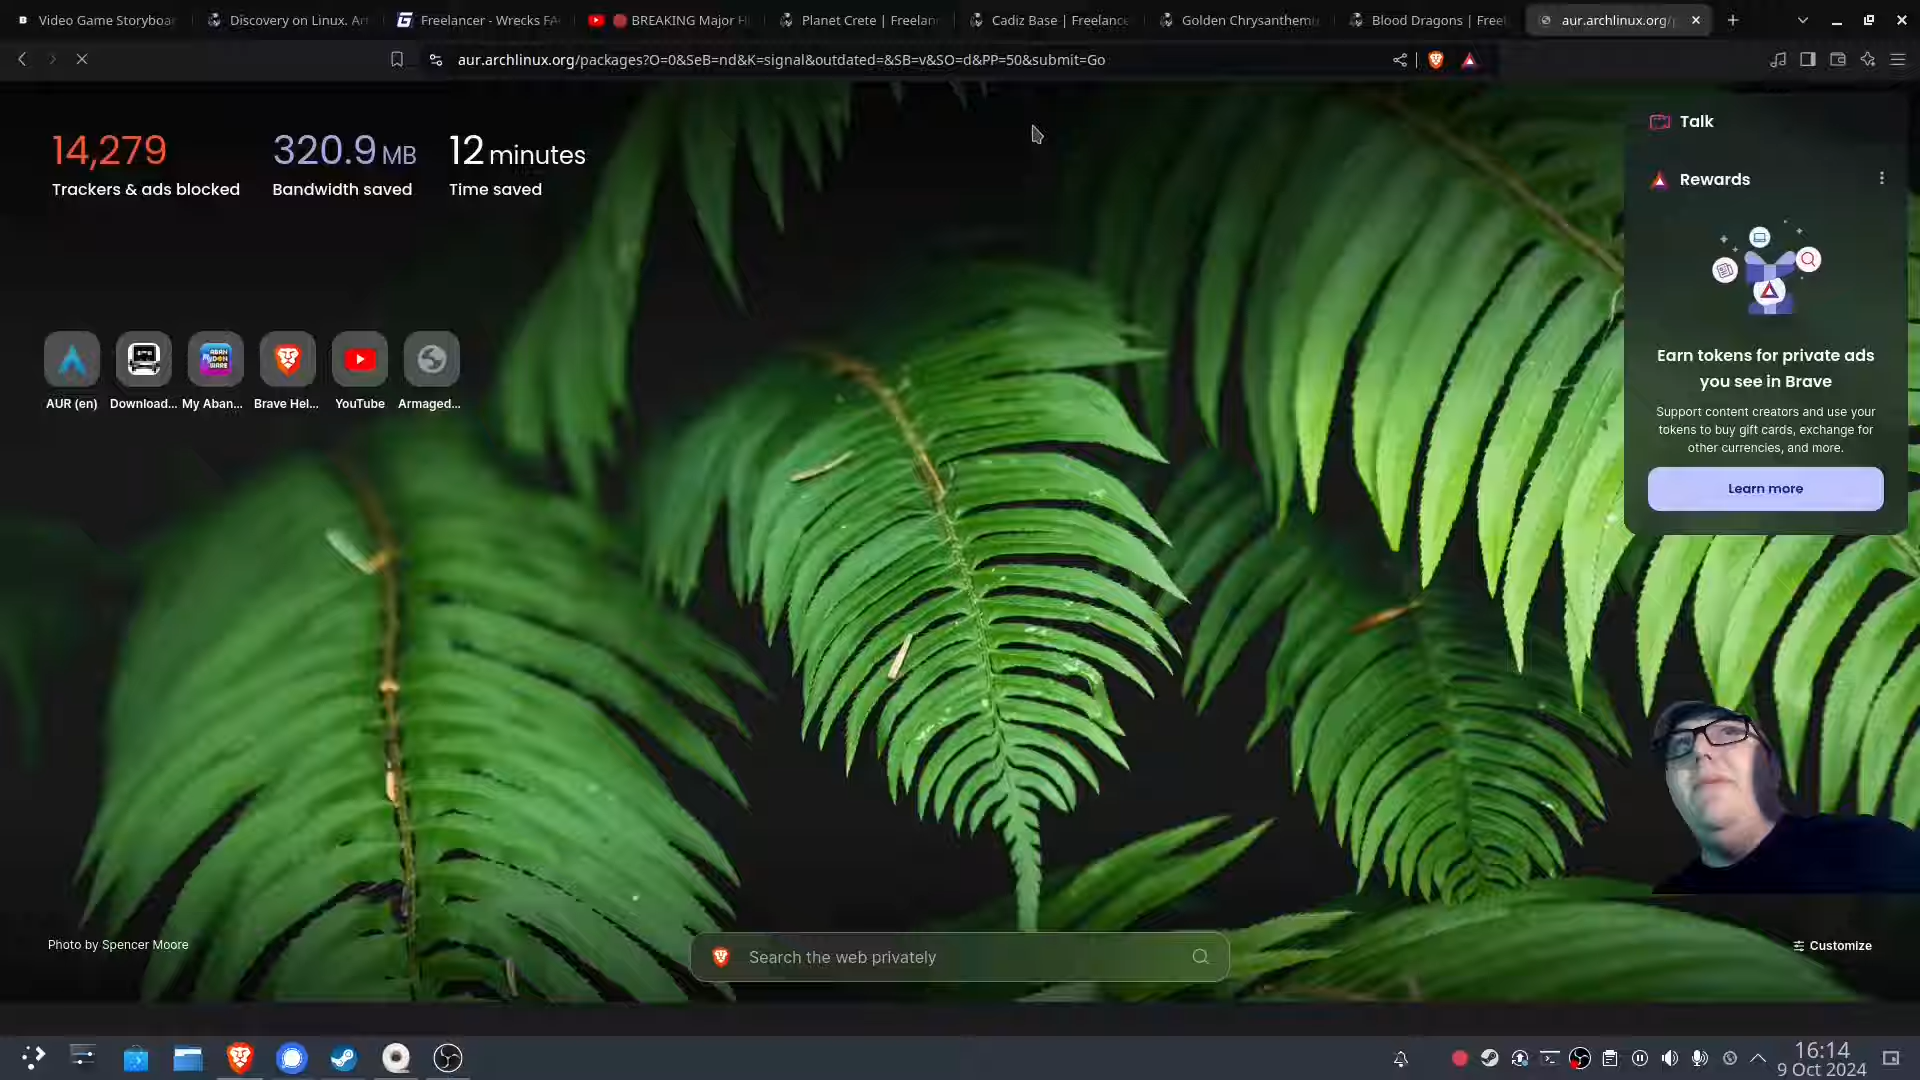 Video Game Storyboa
Discovery on Linux. Ar
Freelancer - Wrecks FA
BREAKING Major H
Planet Crete | Freelan
Cadiz Base | Freelance
Golden Chrysanthemu
Blood Dragons | Freel
aur.archlinux.org/p
aur.archlinux.org/packages?O=0&SeB=nd&K=signal&outdated=&SB=v&SO=d&PP=50&submit=Go
14,279
Trackers & ads blocked
320.9 MB
Bandwidth saved
12 minutes
Time saved
Talk
Rewards
Earn tokens for private ads
you see in Brave
Support content creators and use your
tokens to buy gift cards, exchange for
other currencies, and more.
Learn more
ABAN
DON
WARE
AUR (en)
Download...
My Aban...
Brave Hel...
YouTube
Armaged...
Photo by Spencer Moore
Search the web privately
Customize
16:14
9 Oct 2024